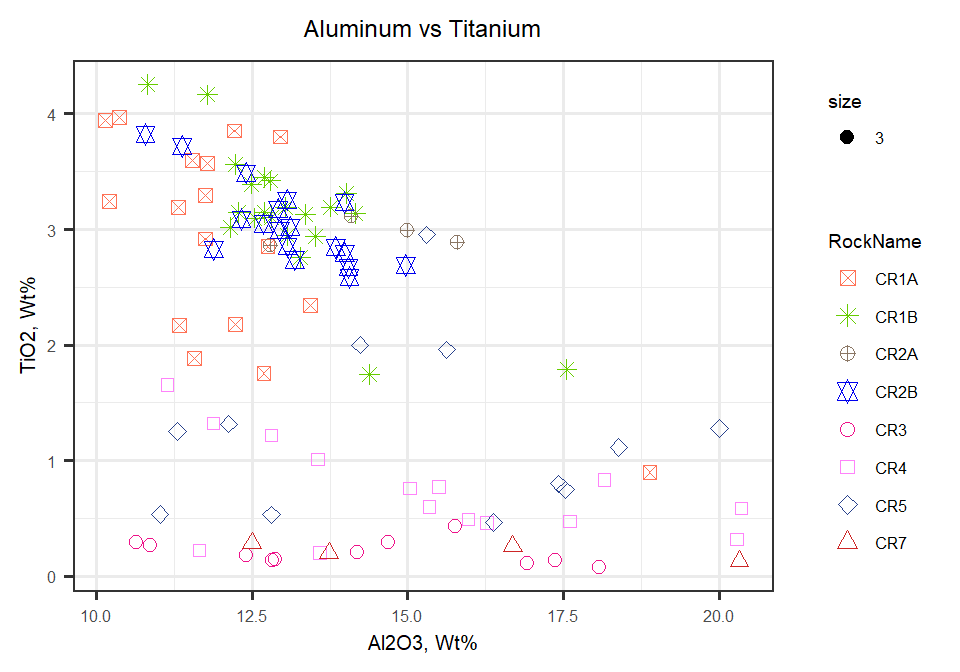 Aluminum vs Titanium
TiO2, Wt%
4
3
2
1
0
10.0 12.5 15.0 17.5 20.0
Al2O3, Wt%
size
3
RockName
CR1A
CR1B
CR2A
CR2B
CR3
CR4
CR5
CR7